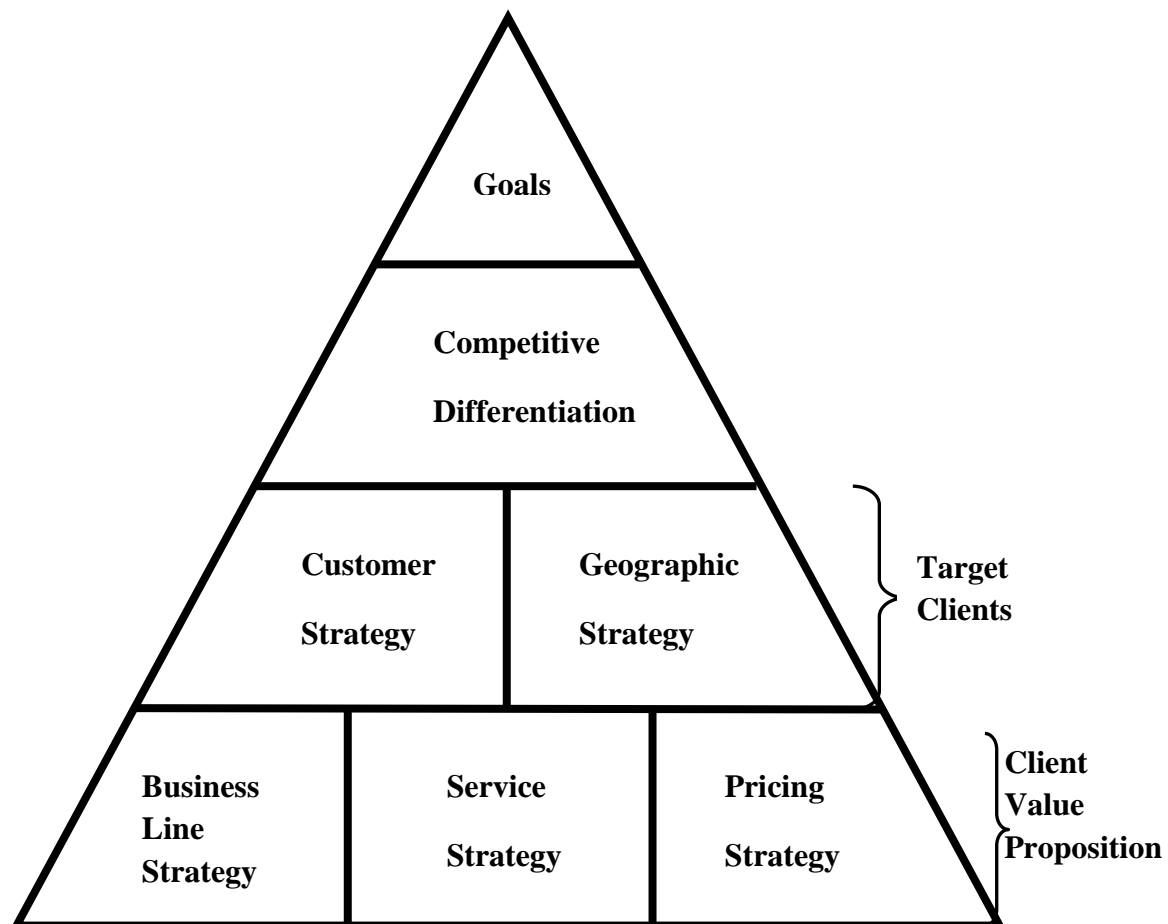 Goals
Competitive
Differentiation
Customer
Strategy
Geographic
Strategy
Target
Clients
Business
Line
Strategy
Service
Strategy
Pricing
Strategy
Client
Value
Proposition